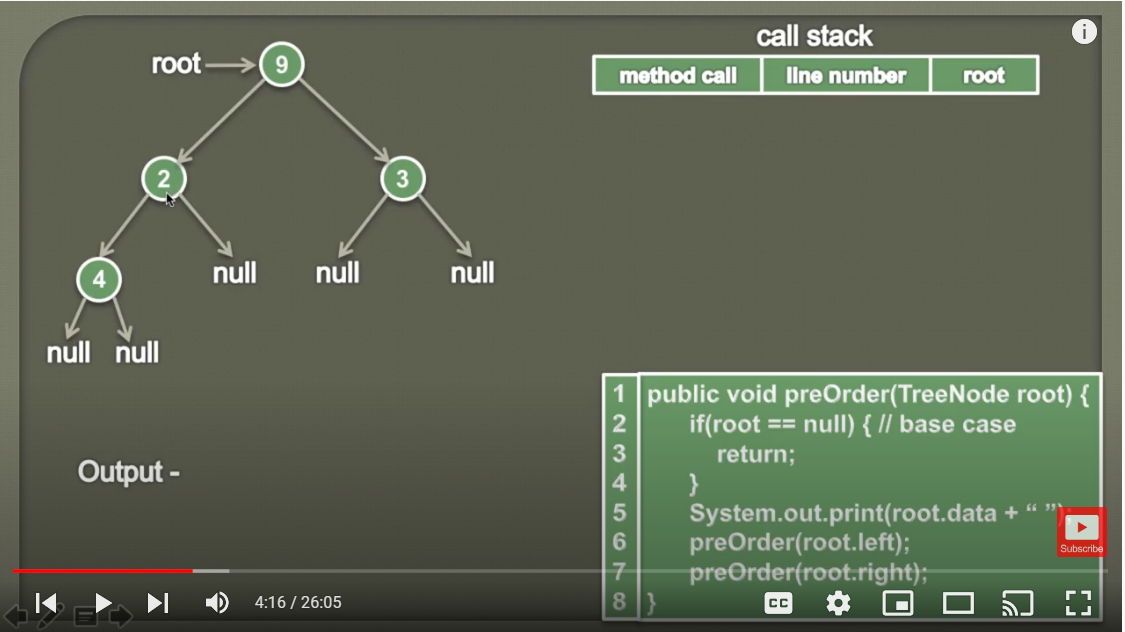 root
9
2
3
4
null
null
null
null
null
Output -
call stack
method call
line number
root
1 public void preOrder(TreeNode root) {
2 if(root == null) { // base case
3 return;
4 }
5 System.out.print(root.data + “ ”);
6 preOrder(root.left);
7 preOrder(root.right);
8 }
i
Subscribe
4:16 / 26:05
CC